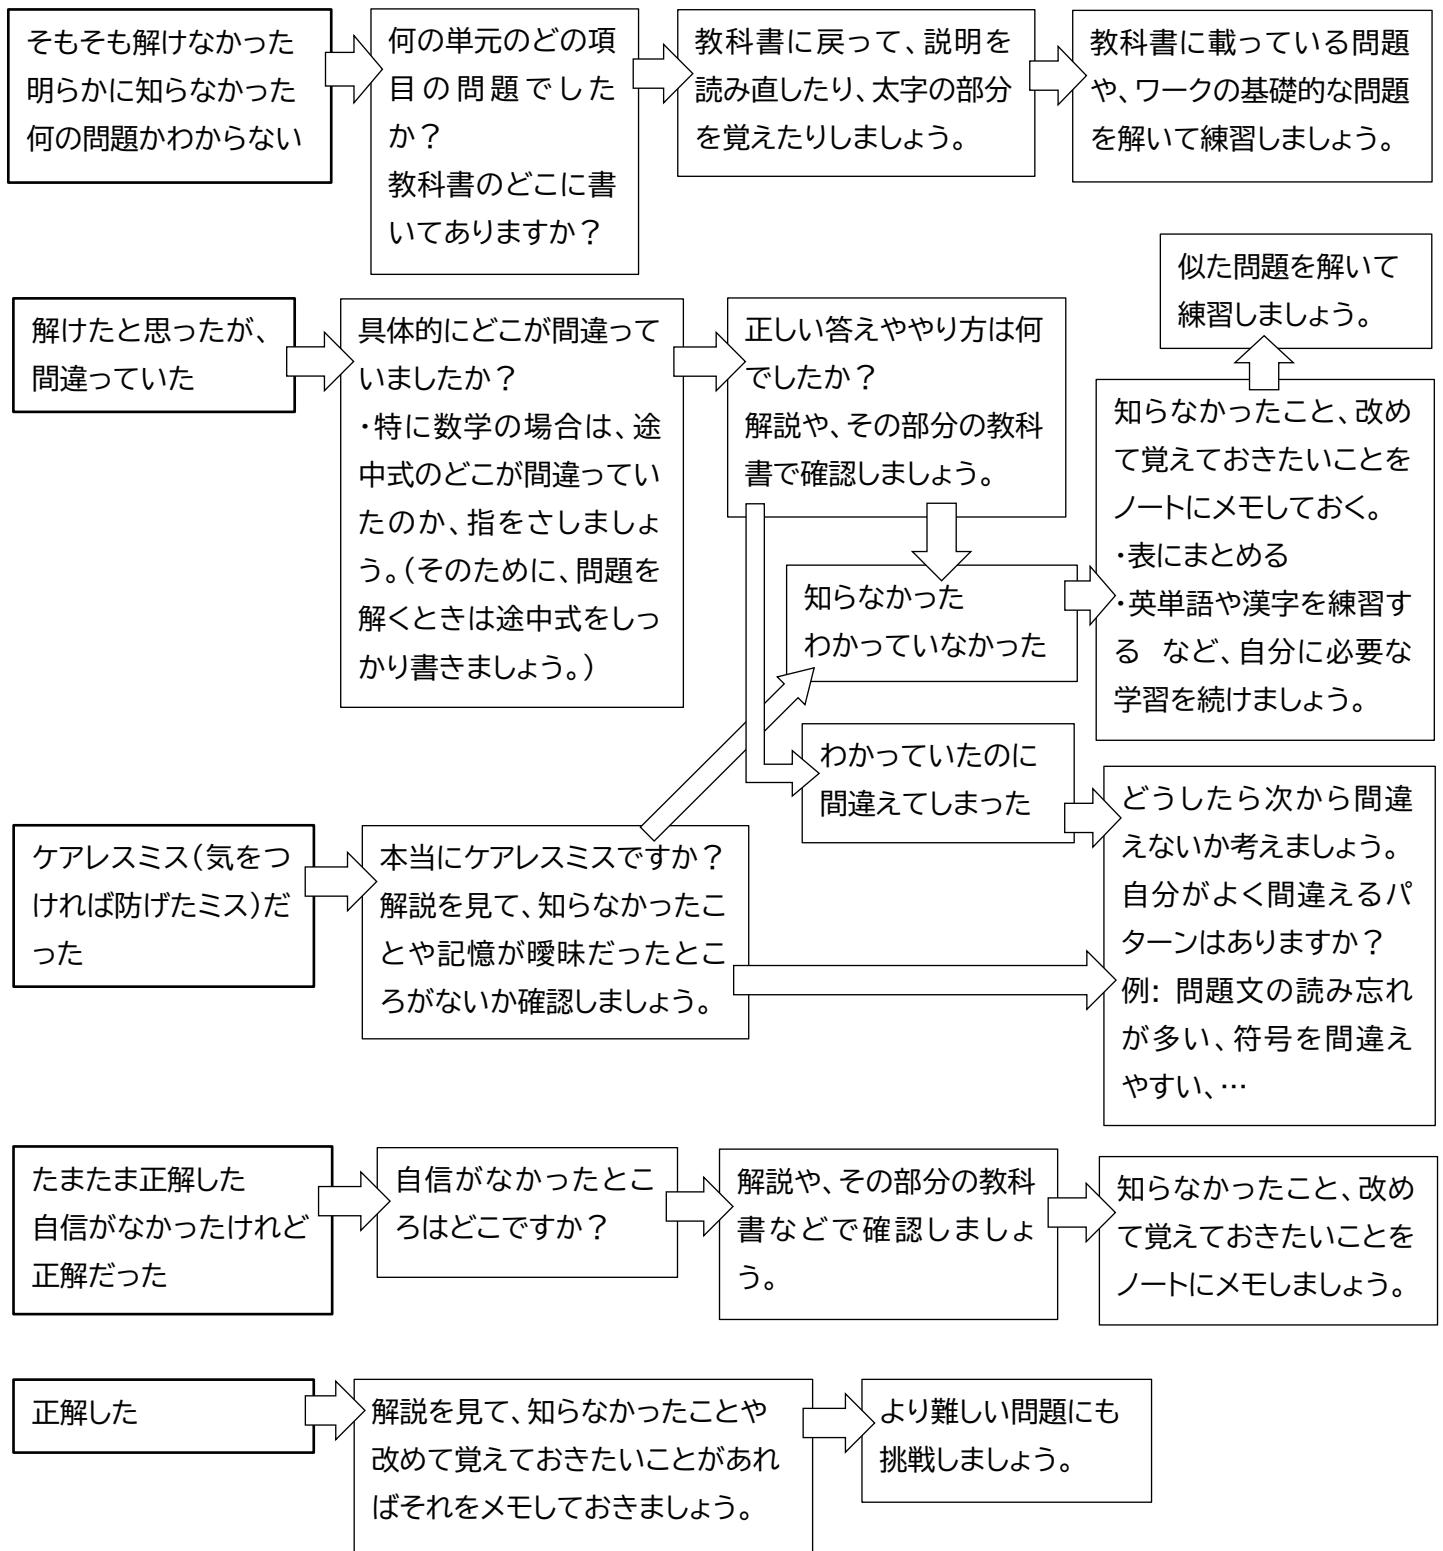 そもそも解けなかった
明らかに知らなかった
何の問題かわからない
何の単元のどの項
目の問題でした
か？
教科書のどこに書
いてありますか？
教科書に戻って、説明を
読み直したり、太字の部分
を覚えたりしましょう。
教科書に載っている問題
や、ワークの基礎的な問題
を解いて練習しましょう。
解けたと思ったが、
間違っていた
具体的にどこが間違って
いましたか？
・特に数学の場合は、途
中式のどこが間違ってい
たのか、指をさしましょ
う。（そのために、問題を
解くときは途中式をしっ
かり書きましょう。）
正しい答えややり方は何
でしたか？
解説や、その部分の教科
書で確認しましょう。
知らなかった
わかっていなかった
知らなかったこと、改め
て覚えておきたいことを
ノートにメモしておく。
・表にまとめる
・英単語や漢字を練習す
る　など、自分に必要な
学習を続けましょう。
似た問題を解いて
練習しましょう。
わかっていたのに
間違えてしまった
どうしたら次から間違
えないか考えましょう。
自分がよく間違えるパ
ターンはありますか？
例: 問題文の読み忘れ
が多い、符号を間違え
やすい、…
ケアレスミス（気をつ
ければ防げたミス）だ
った
本当にケアレスミスですか？
解説を見て、知らなかったこ
とや記憶が曖昧だったとこ
ろがないか確認しましょう。
たまたま正解した
自信がなかったけれど
正解だった
自信がなかったとこ
ろはどこですか？
解説や、その部分の教科
書などで確認しましょ
う。
知らなかったこと、改め
て覚えておきたいことを
ノートにメモしましょう。
正解した
解説を見て、知らなかったことや
改めて覚えておきたいことがあれ
ばそれをメモしておきましょう。
より難しい問題にも
挑戦しましょう。